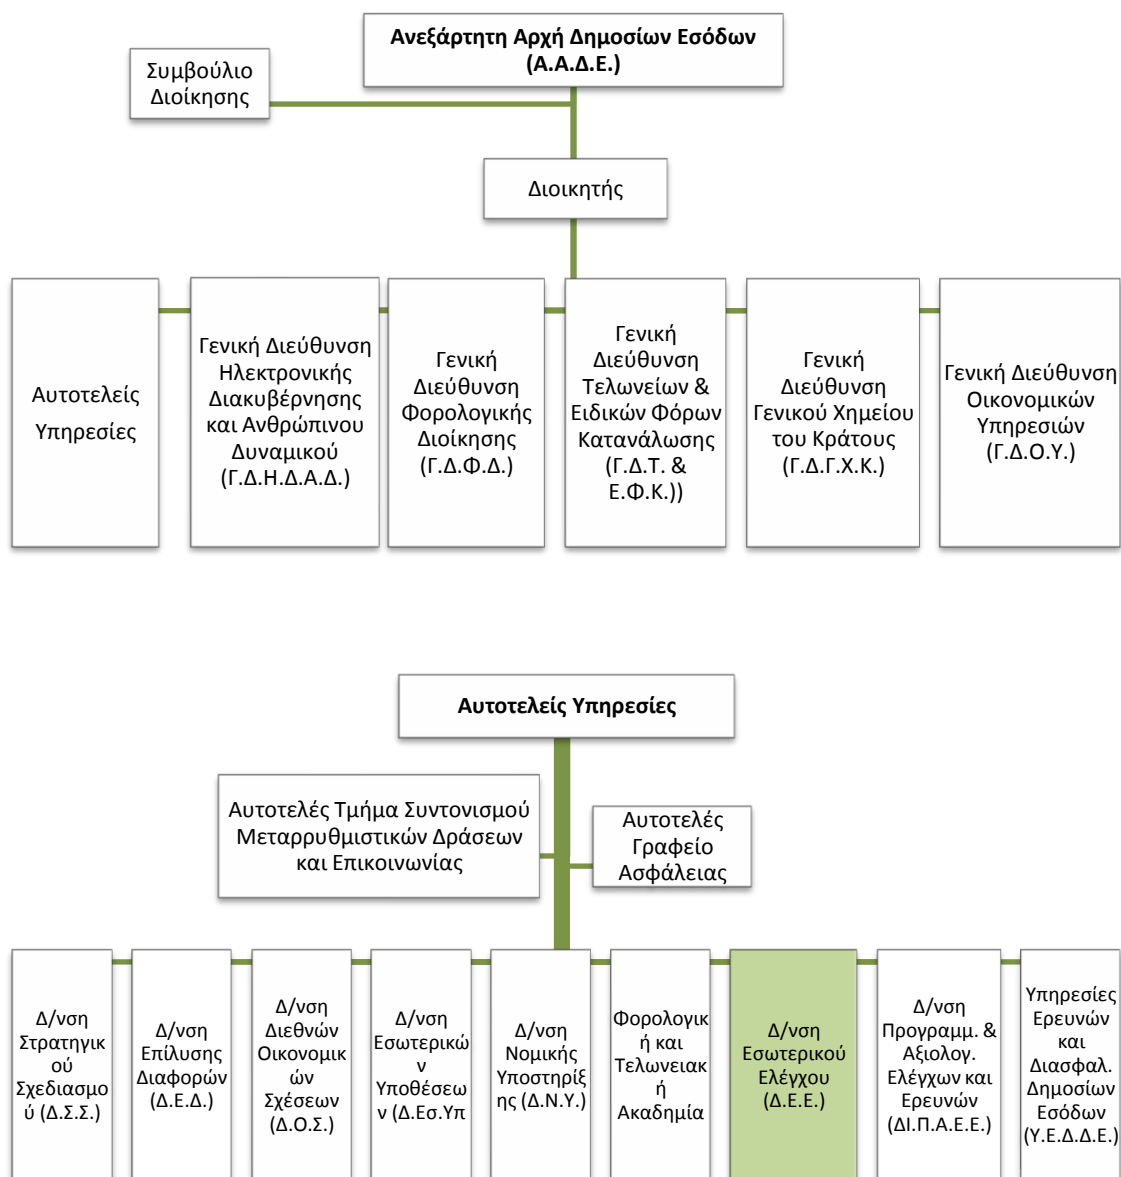 Ανεξάρτητη Αρχή Δημοσίων Εσόδων
(Α.Α.Δ.Ε.)
Συμβούλιο
Διοίκησης
Διοικητής
Αυτοτελείς
Υπηρεσίες
Γενική Διεύθυνση
Ηλεκτρονικής
Διακυβέρνησης
και Ανθρώπινου
Δυναμικού
(Γ.Δ.Η.Δ.Α.Δ.)
Γενική
Διεύθυνση
Φορολογικής
Διοίκησης
(Γ.Δ.Φ.Δ.)
Γενική
Διεύθυνση
Τελωνείων &
Ειδικών Φόρων
Κατανάλωσης
(Γ.Δ.Τ. &
Ε.Φ.Κ.))
Γενική
Διεύθυνση
Γενικού Χημείου
του Κράτους
(Γ.Δ.Γ.Χ.Κ.)
Γενική Διεύθυνση
Οικονομικών
Υπηρεσιών
(Γ.Δ.Ο.Υ.)
Αυτοτελείς Υπηρεσίες
Αυτοτελές Τμήμα Συντονισμού
Μεταρρυθμιστικών Δράσεων
και Επικοινωνίας
Αυτοτελές
Γραφείο
Ασφάλειας
Δ/νση
Στρατηγικ
ού
Σχεδιασμο
ύ (Δ.Σ.Σ.)
Δ/νση
Επίλυσης
Διαφορών
(Δ.Ε.Δ.)
Δ/νση
Διεθνών
Οικονομικ
ών
Σχέσεων
(Δ.Ο.Σ.)
Δ/νση
Εσωτερικώ
ν
Υποθέσεω
ν (Δ.Εσ.Υπ
Δ/νση
Νομικής
Υποστηρίξ
ης (Δ.Ν.Υ.)
Φορολογικ
ή και
Τελωνειακ
ή
Ακαδημία
Δ/νση
Εσωτερικού
Ελέγχου
(Δ.Ε.Ε.)
Δ/νση
Προγραμμ. &
Αξιολογ.
Ελέγχων και
Ερευνών
(ΔΙ.Π.Α.Ε.Ε.)
Υπηρεσίες
Ερευνών
και
Διασφαλ.
Δημοσίων
Εσόδων
(Υ.Ε.Δ.Δ.Ε.)